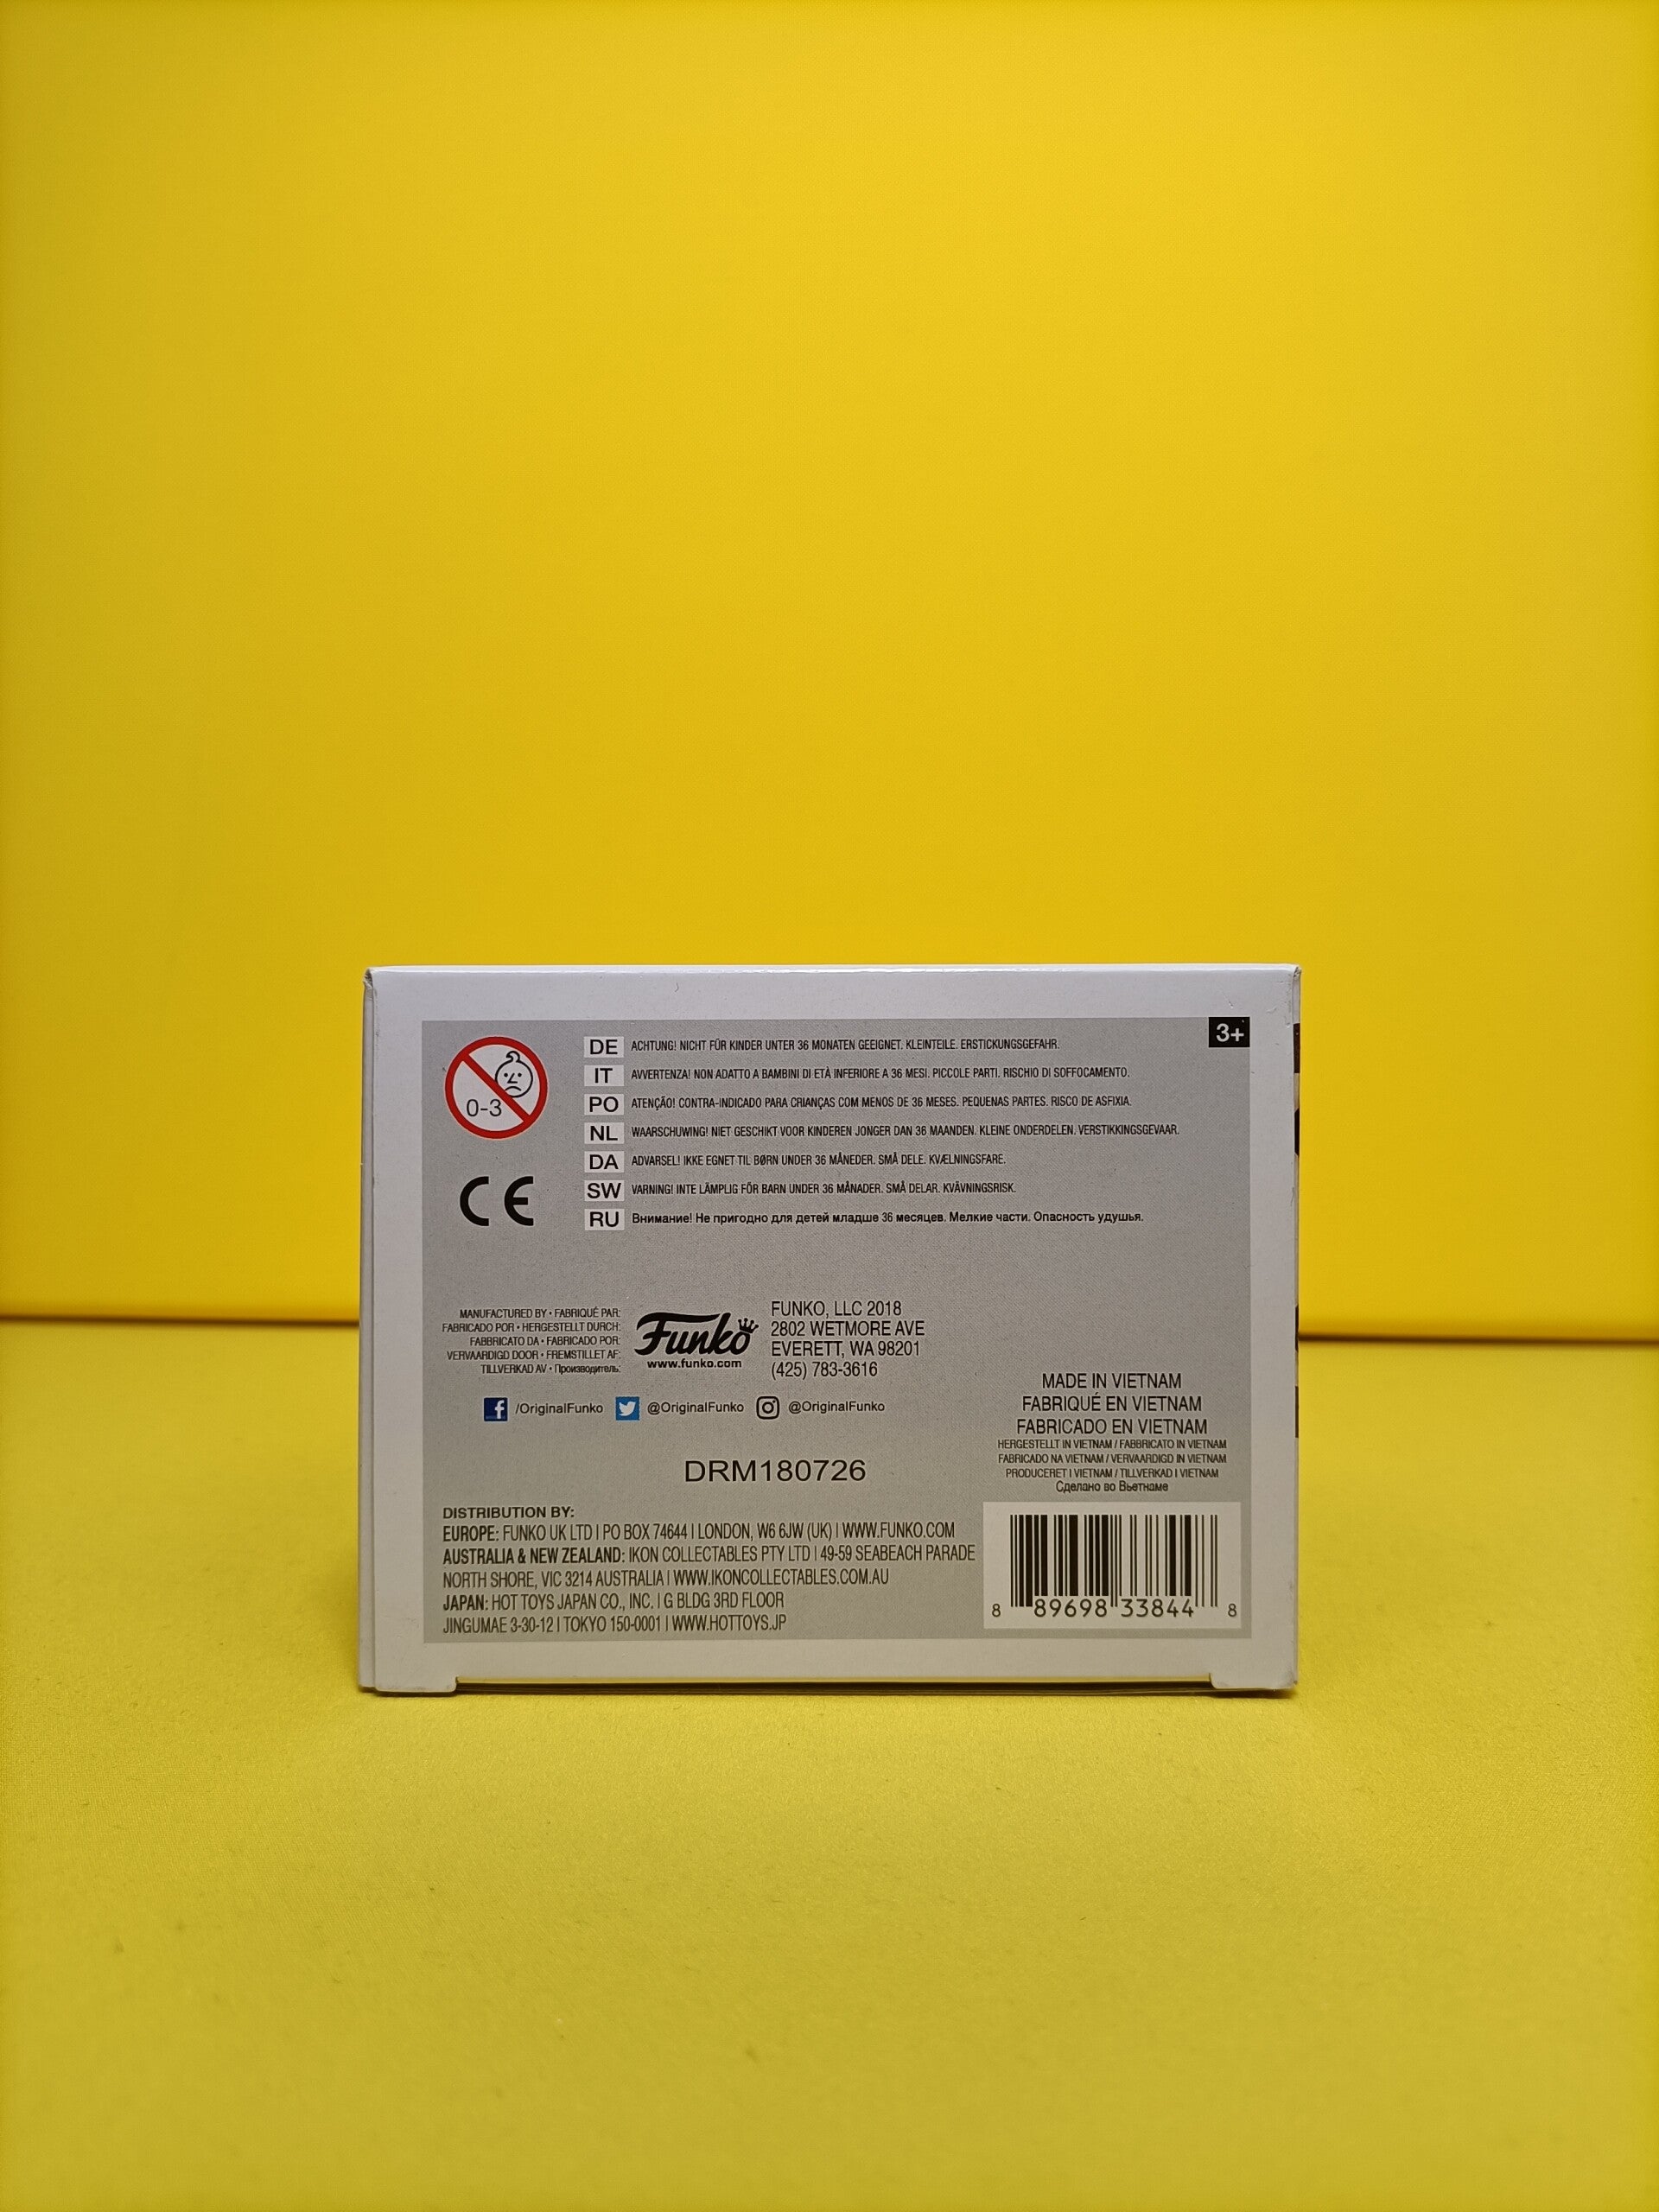 3+
0-3
DE ACHTUNG! NICHT FÜR KINDER UNTER 36 MONATEN GEEIGNET. KLEINTEILE. ERSTICKUNGSGEFAHR.
IT AVVERTENZA! NON ADATTO A BAMBINI DI ETÀ INFERIORE A 36 MESI. PICCOLE PARTI. RISCHIO DI SOFFOCAMENTO.
PO ATENÇÃO! CONTRA-INDICADO PARA CRIANÇAS COM MENOS DE 36 MESES. PEQUENAS PARTES. RISCO DE ASFIXIA.
NL WAARSCHUWING! NIET GESCHIKT VOOR KINDEREN JONGER DAN 36 MAANDEN. KLEINE ONDERDELEN. VERSTIKKINGSGEVAAR.
DA ADVARSEL! IKKE EGNET TIL BØRN UNDER 36 MÅNEDER. SMÅ DELE. KVÆLNINGSFARE.
SW VARNING! INTE LÄMPLIG FÖR BARN UNDER 36 MÅNADER. SMÅ DELAR. KVÄVNINGSRISK.
RU Внимание! Не пригодно для детей младше 36 месяцев. Мелкие части. Опасность удушья.
CE
MANUFACTURED BY • FABRIQUÉ PAR:
FABRICADO POR • HERGESTELLT DURCH:
FABBRICATO DA • FABRICADO POR:
VERVAARDIGD DOOR • FREMSTILLET AF:
TILLVERKAD AV • Производитель:
Funko
www.funko.com
FUNKO, LLC 2018
2802 WETMORE AVE
EVERETT, WA 98201
(425) 783-3616
/OriginalFunko @OriginalFunko @OriginalFunko
DRM180726
MADE IN VIETNAM
FABRIQUÉ EN VIETNAM
FABRICADO EN VIETNAM
HERGESTELLT IN VIETNAM / FABBRICATO IN VIETNAM
FABRICADO NA VIETNAM / VERVAARDIGD IN VIETNAM
PRODUCERET I VIETNAM / TILLVERKAD I VIETNAM
Сделано во Вьетнаме
DISTRIBUTION BY:
EUROPE: FUNKO UK LTD | PO BOX 74644 | LONDON, W6 6JW (UK) | WWW.FUNKO.COM
AUSTRALIA & NEW ZEALAND: IKON COLLECTABLES PTY LTD | 49-59 SEABEACH PARADE
NORTH SHORE, VIC 3214 AUSTRALIA | WWW.IKONCOLLECTABLES.COM.AU
JAPAN: HOT TOYS JAPAN CO., INC. | G BLDG 3RD FLOOR
JINGUMAE 3-30-12 | TOKYO 150-0001 | WWW.HOTTOYS.JP
8 89698 33844 8